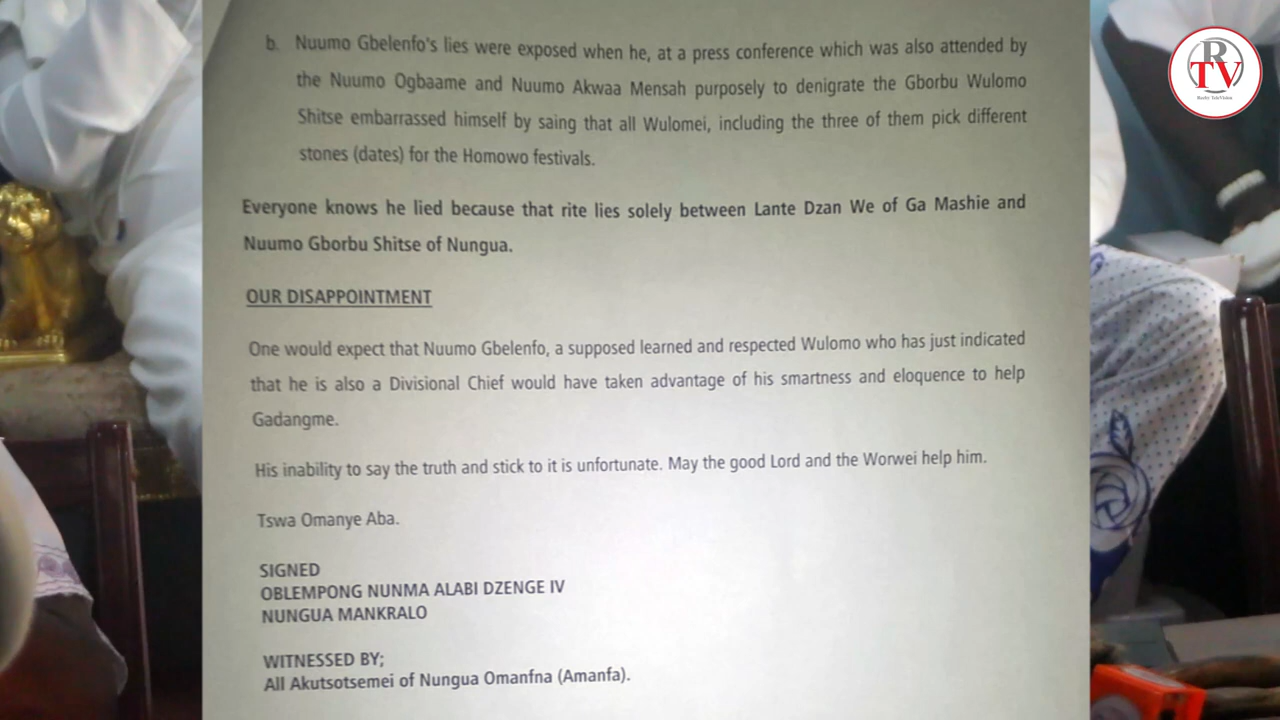 b. Nuumo Gbelenfo's lies were exposed when he, at a press conference which was also attended by
the Nuumo Ogbaame and Nuumo Akwaa Mensah purposely to denigrate the Gborbu Wulomo
Shitse embarrassed himself by saing that all Wulomei, including the three of them pick different
stones (dates) for the Homowo festivals.
Everyone knows he lied because that rite lies solely between Lante Dzan We of Ga Mashie and
Nuumo Gborbu Shitse of Nungua.
OUR DISAPPOINTMENT
One would expect that Nuumo Gbelenfo, a supposed learned and respected Wulomo who has just indicated
that he is also a Divisional Chief would have taken advantage of his smartness and eloquence to help
Gadangme.
His inability to say the truth and stick to it is unfortunate. May the good Lord and the Worwei help him.
Tswa Omanye Aba.
SIGNED
OBLEMPONG NUNMA ALABI DZENGE IV
NUNGUA MANKRALO
WITNESSED BY;
All Akutsotsemei of Nungua Omanfna (Amanfa).
RTV